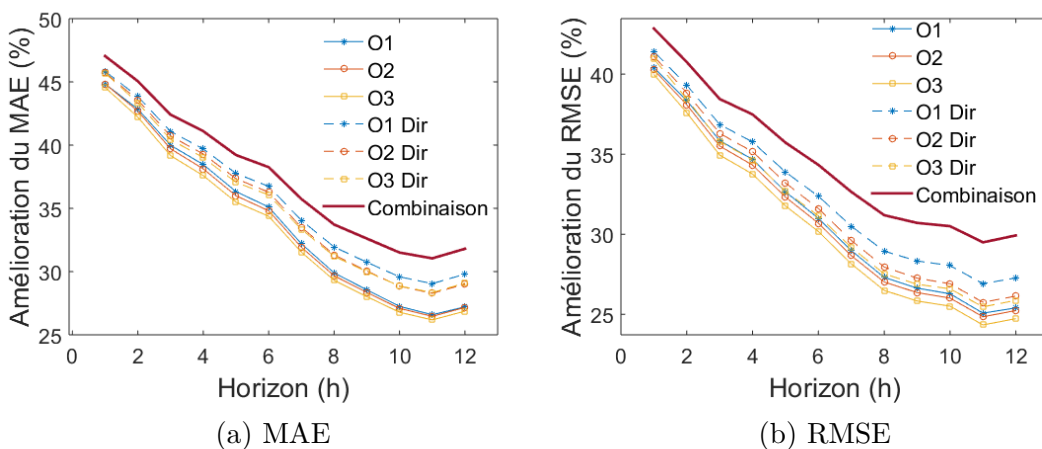 Amélioration du MAE (%)
50
45
40
35
30
25
0 2 4 6 8 10 12
Horizon (h)
O1
O2
O3
O1 Dir
O2 Dir
O3 Dir
Combinaison
(a) MAE
Amélioration du RMSE (%)
40
35
30
25
0 2 4 6 8 10 12
Horizon (h)
O1
O2
O3
O1 Dir
O2 Dir
O3 Dir
Combinaison
(b) RMSE